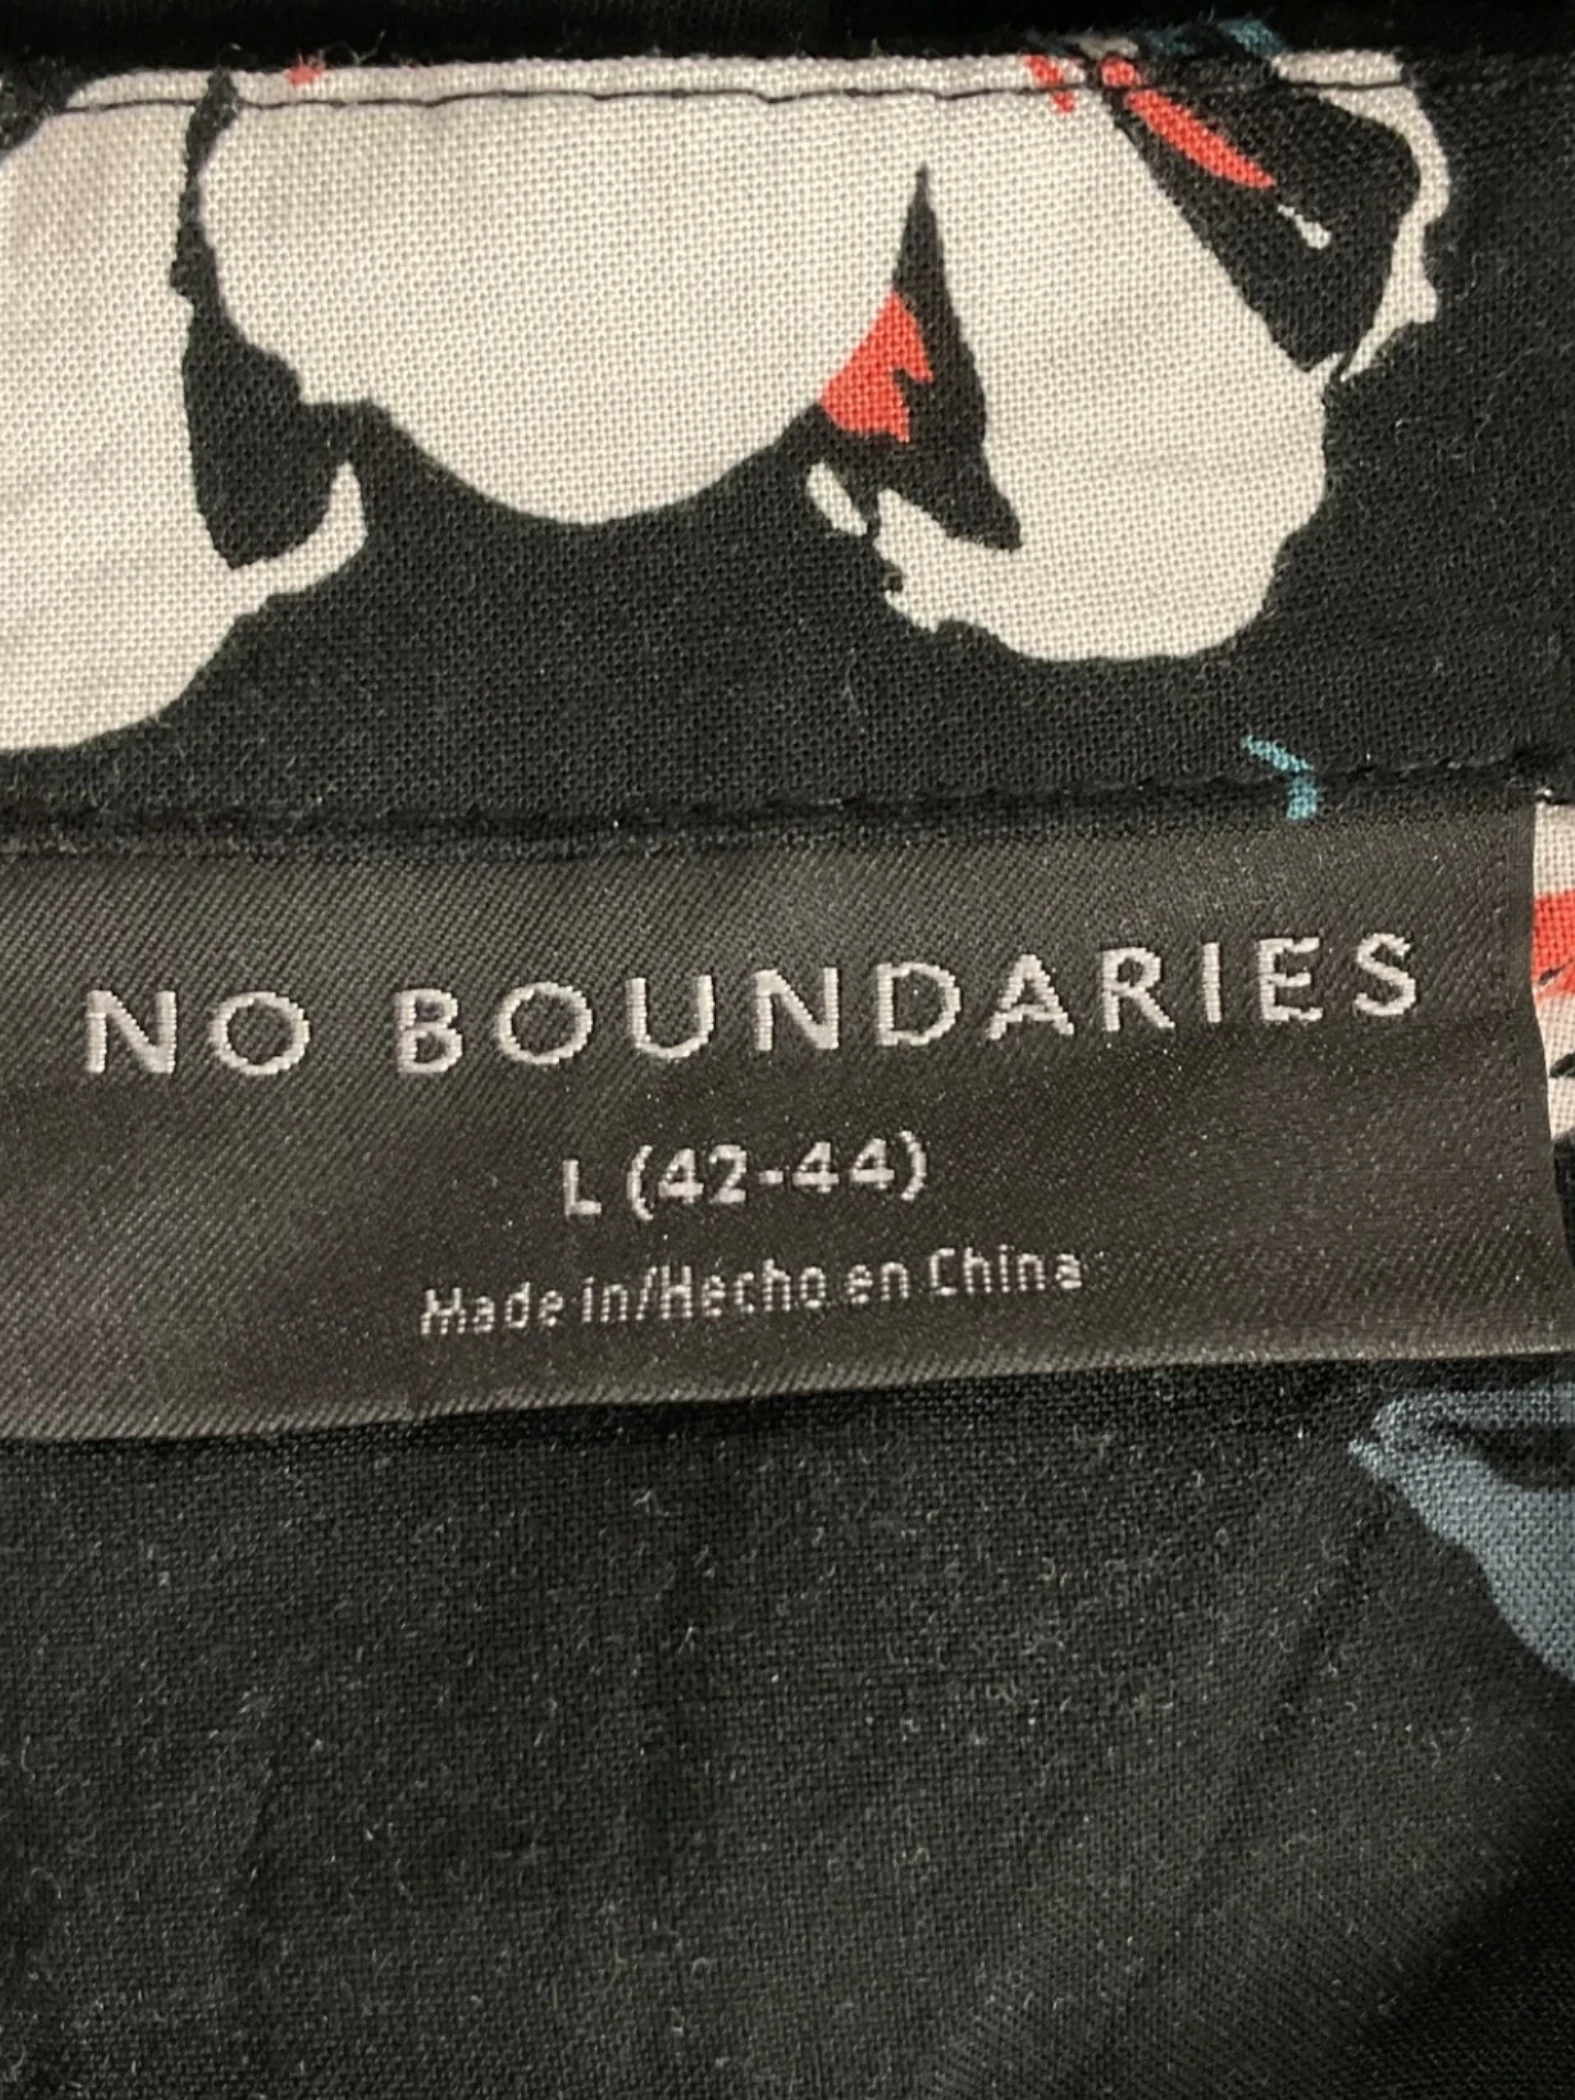 NO BOUNDARIES
L (42-44)
Made in/Hecho en China